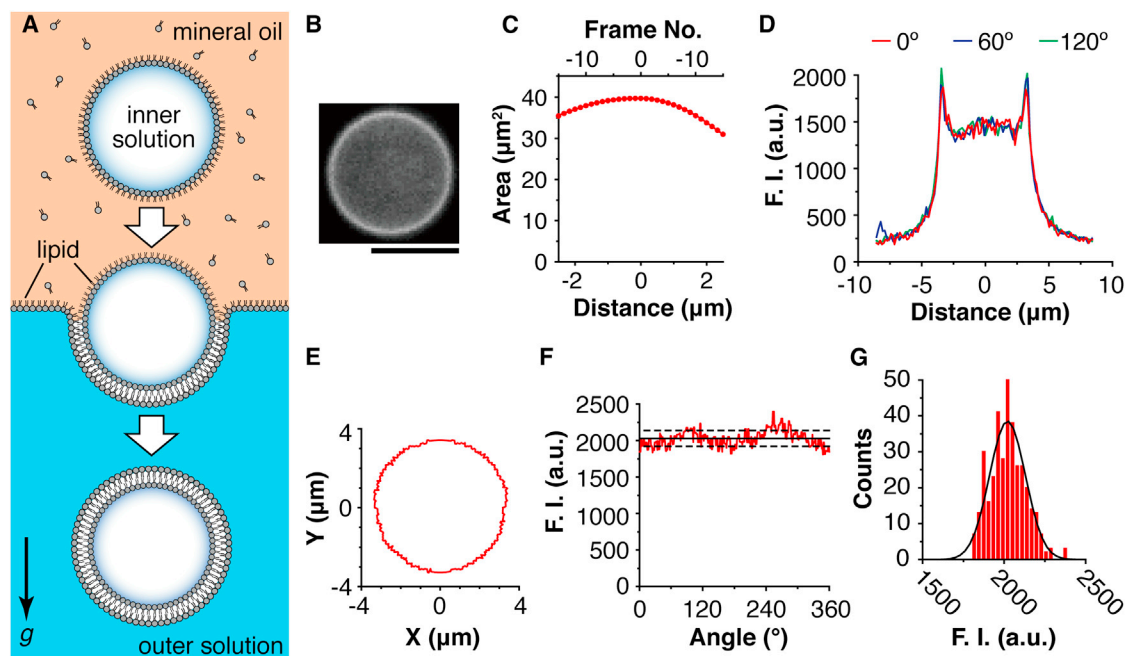 A
mineral oil
inner
solution
lipid
g
outer solution
B
C
Frame No.
-10 0 -10
Area (µm²)
40
30
20
10
0
-2 0 2
Distance (µm)
D
0º 60º 120º
F. I. (a.u.)
2000
1500
1000
500
0
-10 -5 0 5 10
Distance (µm)
E
Y (µm)
4
0
-4
-4 0 4
X (µm)
F
F. I. (a.u.)
2500
2000
1500
1000
500
0
0 120 240 360
Angle (°)
G
Counts
50
40
30
20
10
0
1500 2000 2500
F. I. (a.u.)